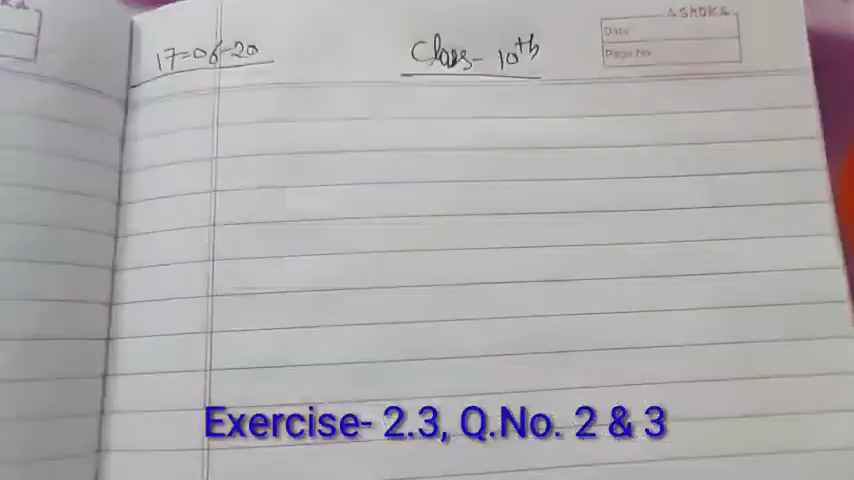 ASHOKA
17-06-20
Class- 10th
Date
Page No
Exercise- 2.3, Q.No. 2 & 3